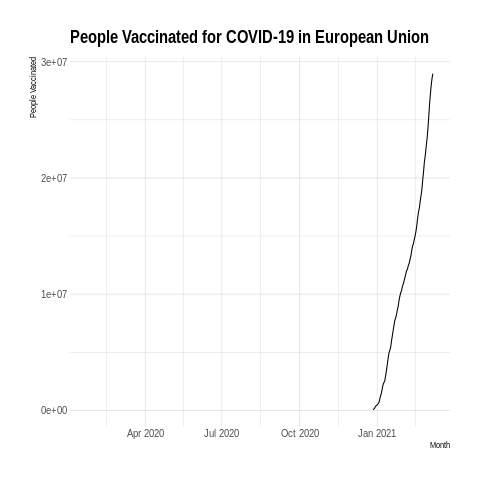 People Vaccinated for COVID-19 in European Union
People Vaccinated
3e+07
2e+07
1e+07
0e+00
Apr 2020
Jul 2020
Oct 2020
Jan 2021
Month